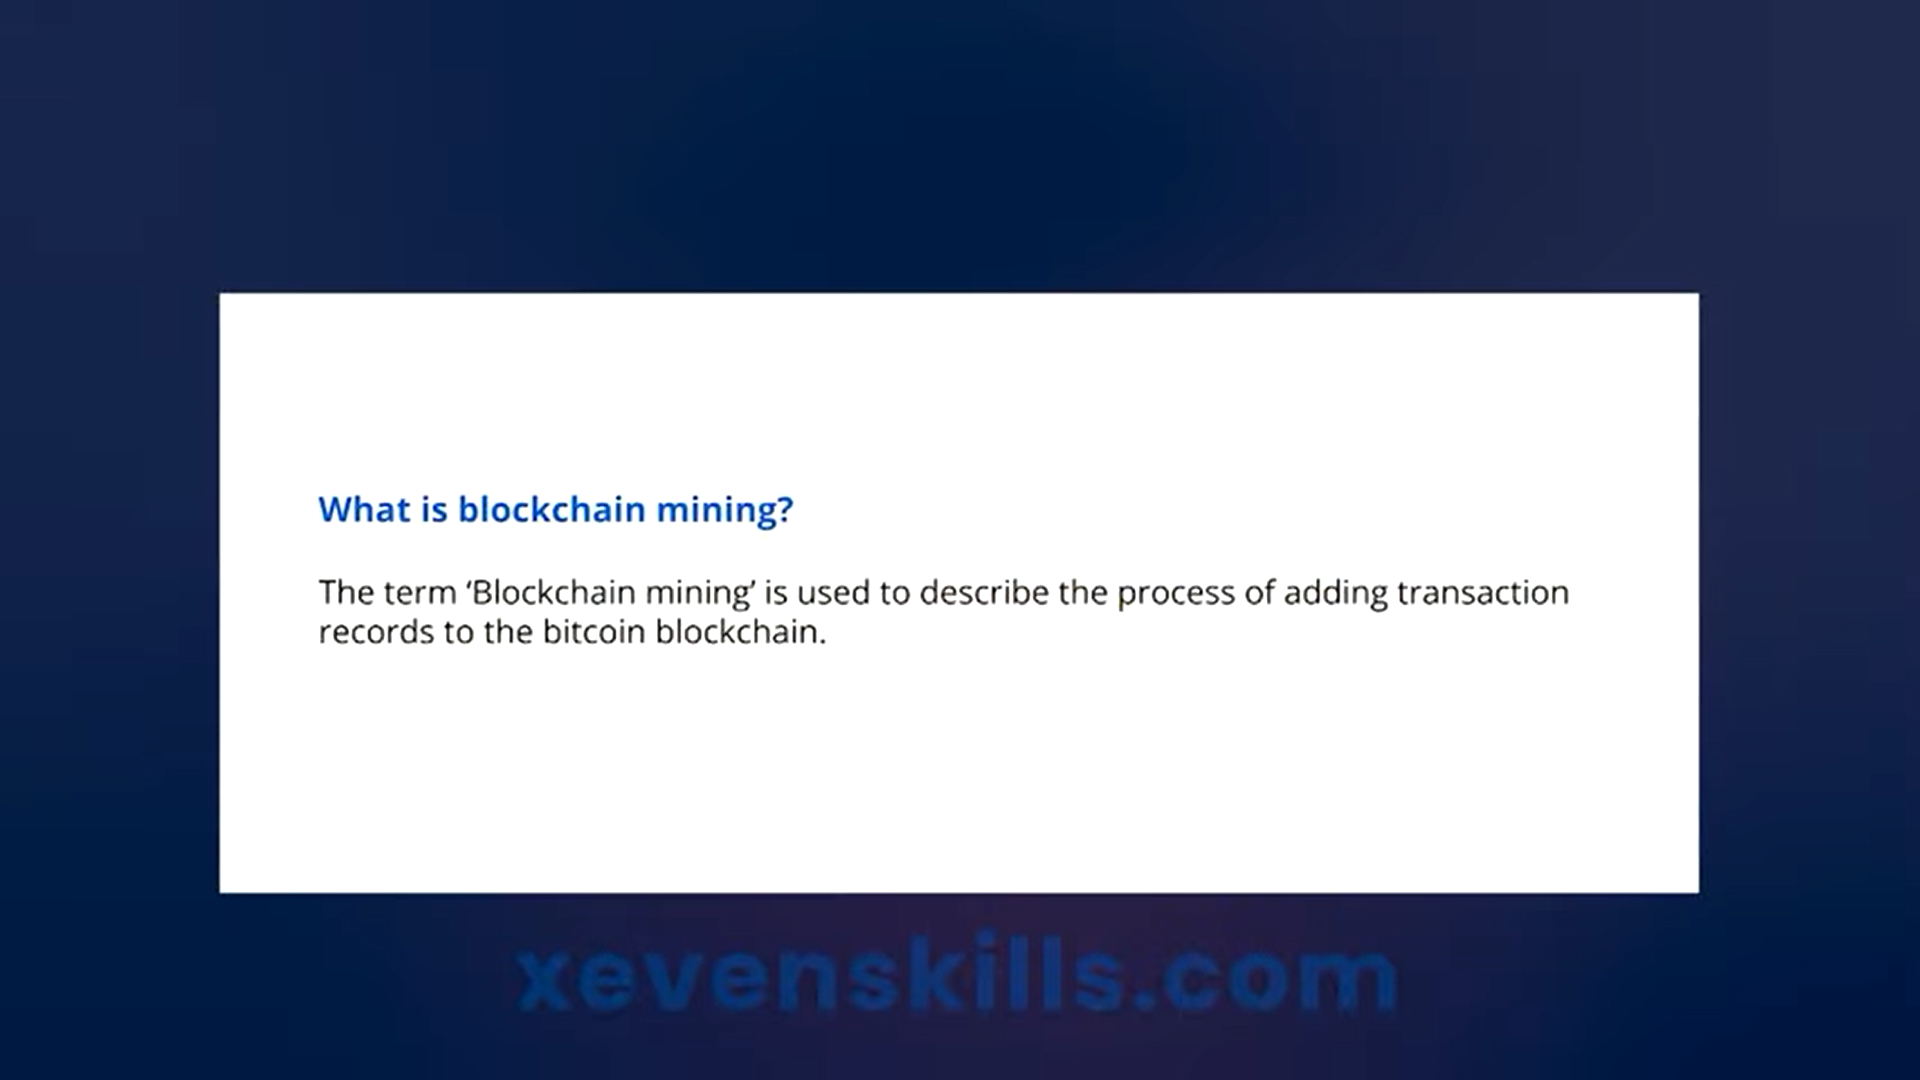 What is blockchain mining?
The term ‘Blockchain mining’ is used to describe the process of adding transaction
records to the bitcoin blockchain.
xevenskills.com